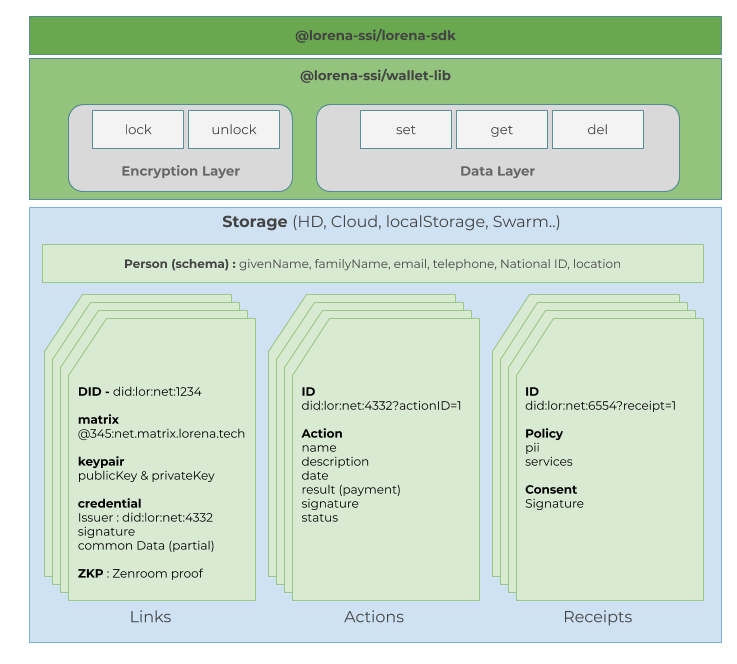 @lorena-ssi/lorena-sdk
@lorena-ssi/wallet-lib
lock
unlock
Encryption Layer
set
get
del
Data Layer
Storage (HD, Cloud, localStorage, Swarm..)
Person (schema) : givenName, familyName, email, telephone, National ID, location
DID - did:lor:net:1234
matrix
@345:net.matrix.lorena.tech
keypair
publicKey & privateKey
credential
Issuer : did:lor:net:4332
signature
common Data (partial)
ZKP : Zenroom proof
Links
ID
did:lor:net:4332?actionID=1
Action
name
description
date
result (payment)
signature
status
Actions
ID
did:lor:net:6554?receipt=1
Policy
pii
services
Consent
Signature
Receipts